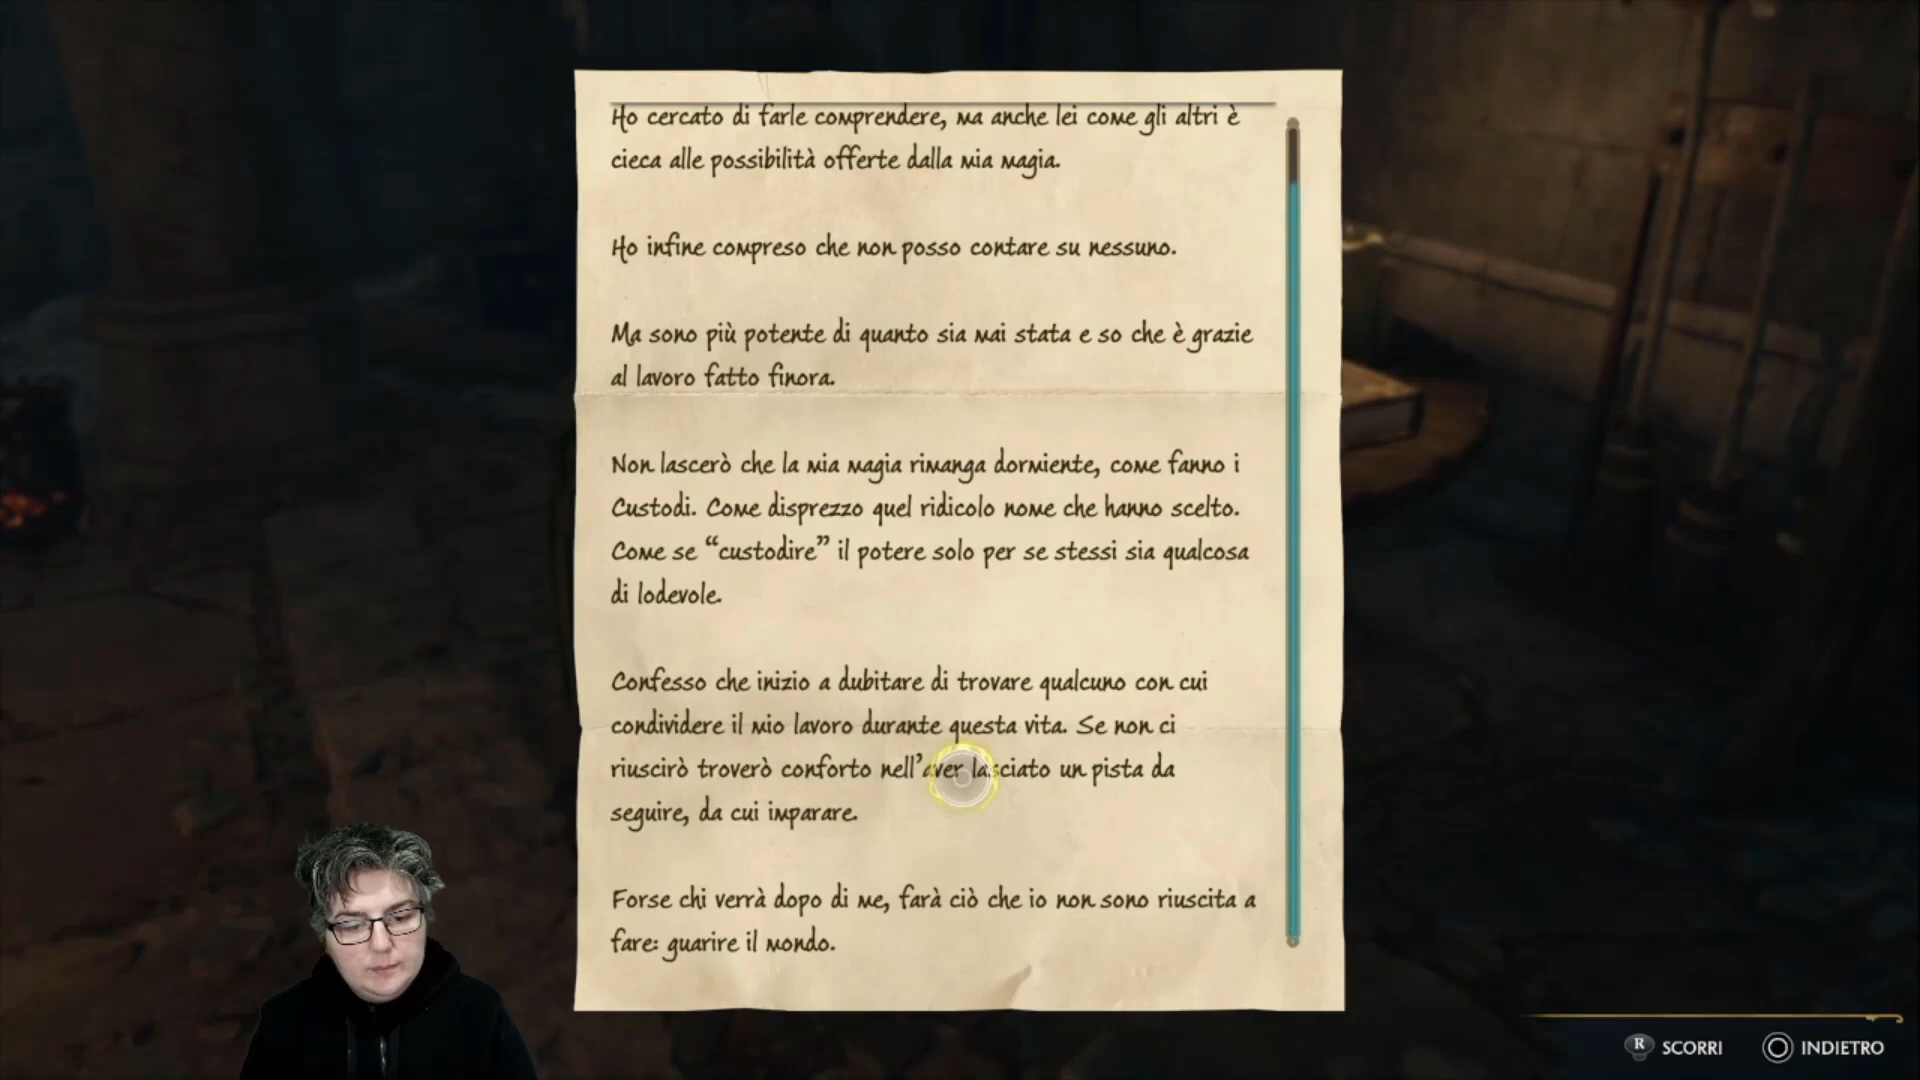 Ho cercato di farle comprendere, ma anche lei come gli altri è
cieca alle possibilità offerte dalla mia magia.
Ho infine compreso che non posso contare su nessuno.
Ma sono più potente di quanto sia mai stata e so che è grazie
al lavoro fatto finora.
Non lascerò che la mia magia rimanga dormiente, come fanno i
Custodi. Come disprezzo quel ridicolo nome che hanno scelto.
Come se “custodire” il potere solo per se stessi sia qualcosa
di lodevole.
Confesso che inizio a dubitare di trovare qualcuno con cui
condividere il mio lavoro durante questa vita. Se non ci
riuscirò troverò conforto nell’aver lasciato un pista da
seguire, da cui imparare.
Forse chi verrà dopo di me, farà ciò che io non sono riuscita a
fare: guarire il mondo.
R SCORRI INDIETRO